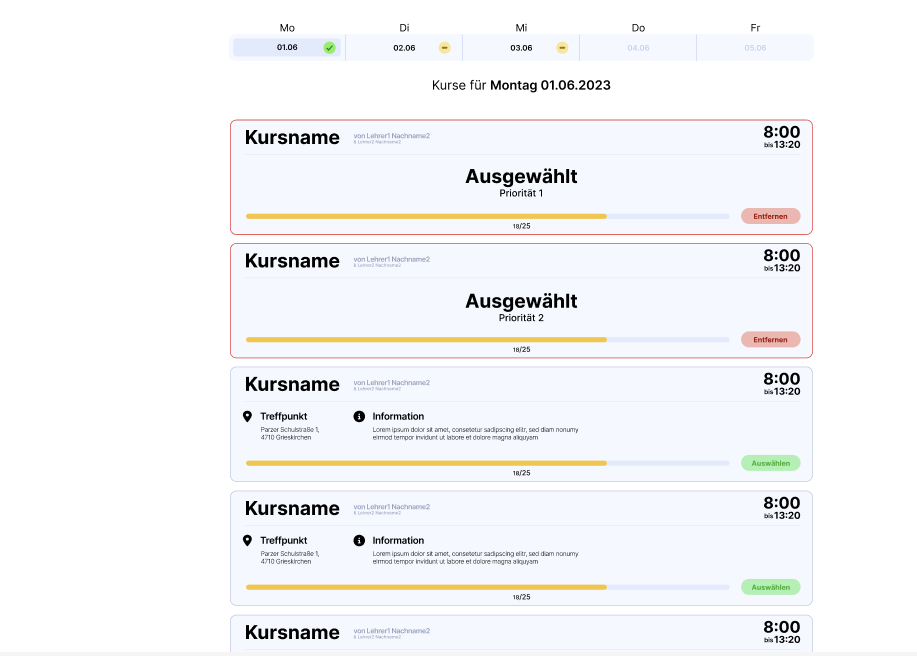 Mo Di Mi Do Fr
01.06 02.06 03.06 04.06 05.06
Kurse für Montag 01.06.2023
Kursname von Lehrer1 Nachname2 8:00
& Lehrer2 Nachname2 bis 13:20
Ausgewählt
Priorität 1
Entfernen
18/25
Kursname von Lehrer1 Nachname2 8:00
& Lehrer2 Nachname2 bis 13:20
Ausgewählt
Priorität 2
Entfernen
18/25
Kursname von Lehrer1 Nachname2 8:00
& Lehrer2 Nachname2 bis 13:20
Treffpunkt Information
Parzer Schulstraße 1, Lorem ipsum dolor sit amet, consetetur sadipscing elitr, sed diam nonumy
4710 Grieskirchen eirmod tempor invidunt ut labore et dolore magna aliquyam
Auswählen
18/25
Kursname von Lehrer1 Nachname2 8:00
& Lehrer2 Nachname2 bis 13:20
Treffpunkt Information
Parzer Schulstraße 1, Lorem ipsum dolor sit amet, consetetur sadipscing elitr, sed diam nonumy
4710 Grieskirchen eirmod tempor invidunt ut labore et dolore magna aliquyam
Auswählen
18/25
Kursname von Lehrer1 Nachname2 8:00
& Lehrer2 Nachname2 bis 13:20